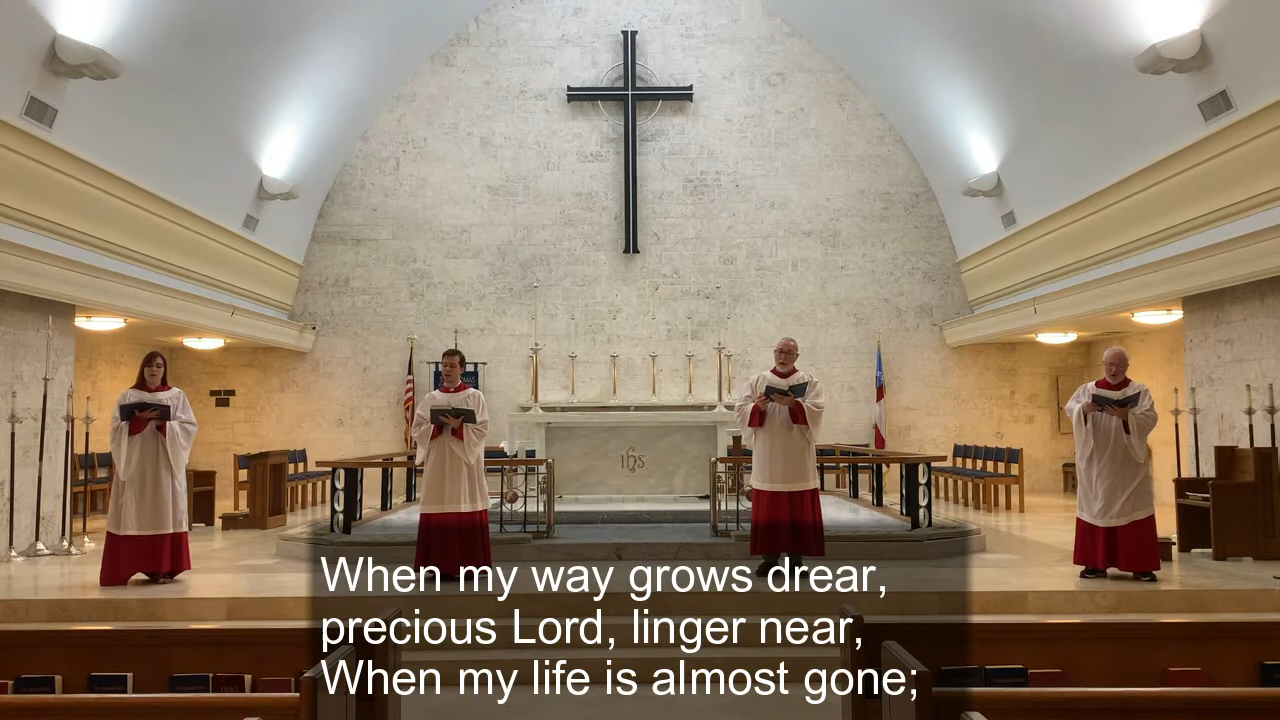 IHS
When my way grows drear,
precious Lord, linger near,
When my life is almost gone;